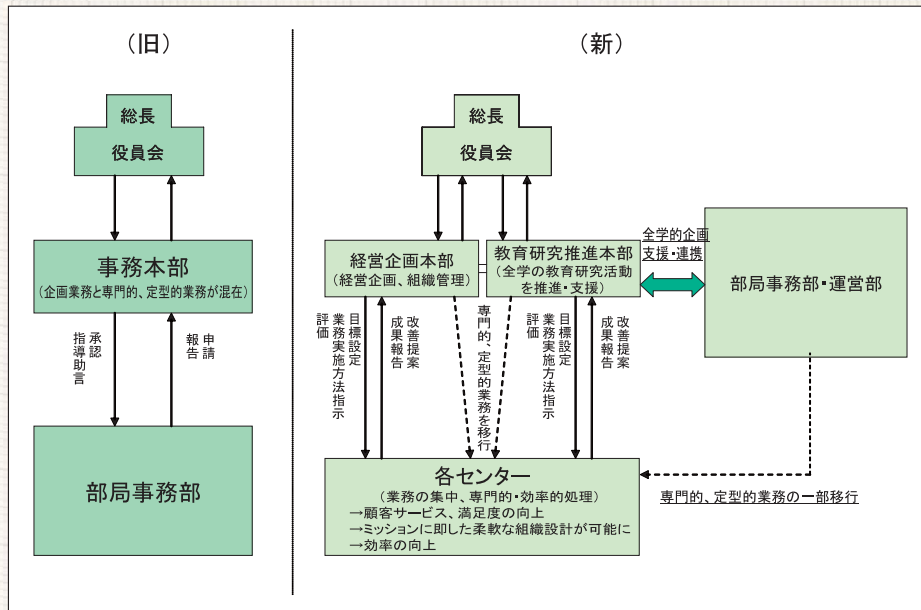 （旧）
総長
役員会
事務本部
（企画業務と専門的、定型的業務が混在）
承認
指導助言
申請
報告
部局事務部
（新）
総長
役員会
経営企画本部
（経営企画、組織管理）
教育研究推進本部
（全学の教育研究活動
を推進・支援）
全学的企画
支援・連携
部局事務部・運営部
目標設定
業務実施方法指示
評価
改善提案
成果報告
専門的、定型的業務を移行
目標設定
業務実施方法指示
評価
改善提案
成果報告
各センター
（業務の集中、専門的・効率的処理）
→顧客サービス、満足度の向上
→ミッションに即した柔軟な組織設計が可能に
→効率の向上
専門的、定型的業務の一部移行